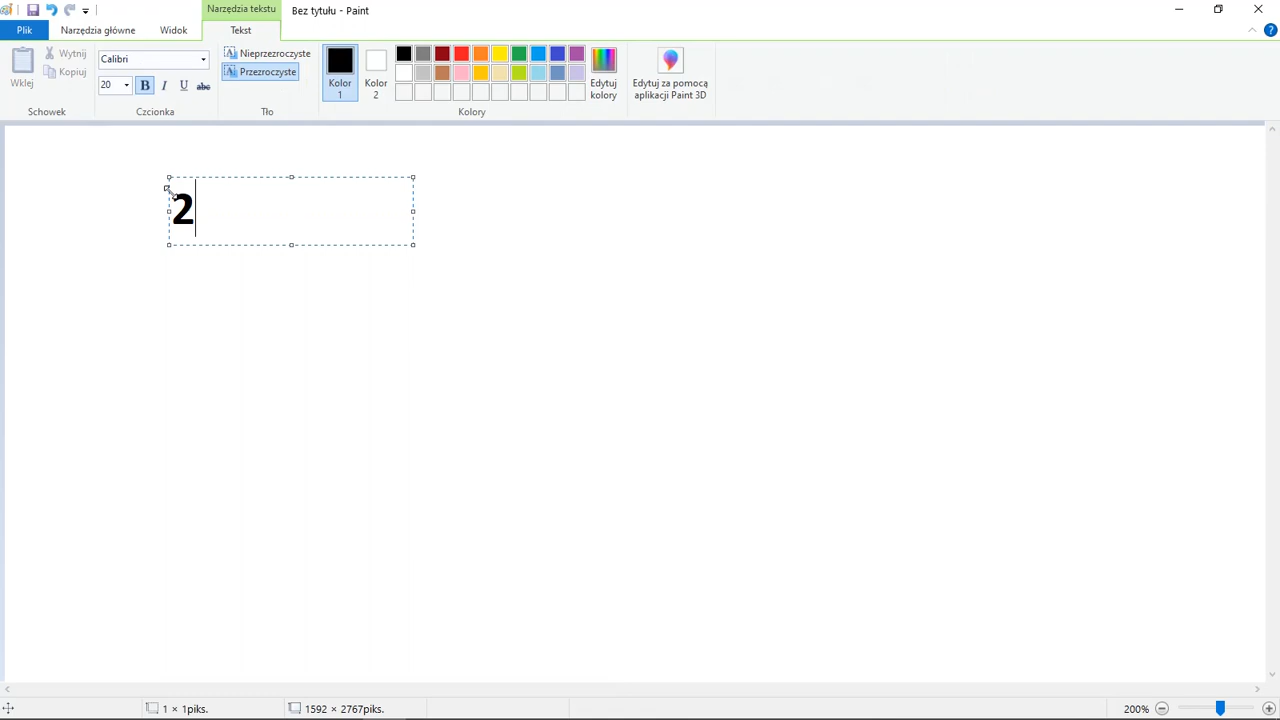 Narzędzia tekstu
Bez tytułu - Paint
Plik
Narzędzia główne
Widok
Tekst
Wklej
Wytnij
Kopiuj
Schowek
Calibri
20
B
I
U
abc
Czcionka
Nieprzezroczyste
Przezroczyste
Tło
Kolor
1
Kolor
2
Edytuj
kolory
Kolory
Edytuj za pomocą
aplikacji Paint 3D
2
1 × 1piks.
1592 × 2767piks.
200%